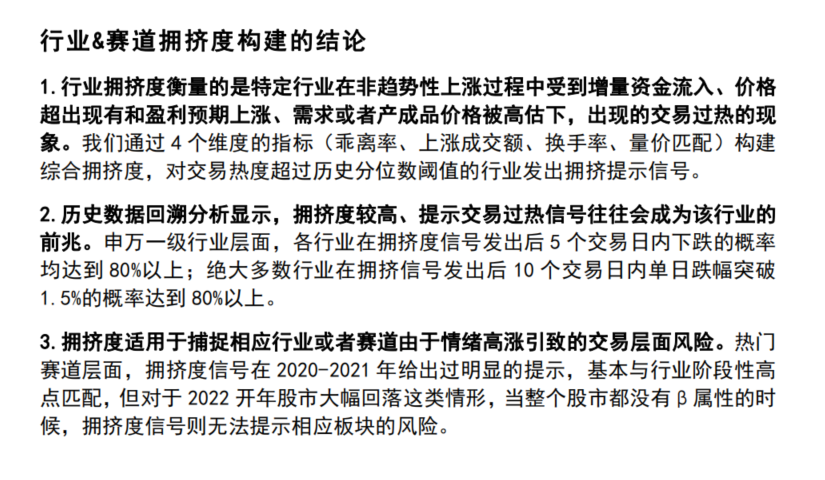 行业&赛道拥挤度构建的结论
1.行业拥挤度衡量的是特定行业在非趋势性上涨过程中受到增量资金流入、价格
超出现有和盈利预期上涨、需求或者产成品价格被高估下，出现的交易过热的现
象。我们通过 4 个维度的指标（乖离率、上涨成交额、换手率、量价匹配）构建
综合拥挤度，对交易热度超过历史分位数阈值的行业发出拥挤提示信号。
2.历史数据回溯分析显示，拥挤度较高、提示交易过热信号往往会成为该行业的
前兆。申万一级行业层面，各行业在拥挤度信号发出后 5 个交易日内下跌的概率
均达到 80%以上；绝大多数行业在拥挤信号发出后 10 个交易日内单日跌幅突破
1.5%的概率达到 80%以上。
3.拥挤度适用于捕捉相应行业或者赛道由于情绪高涨引致的交易层面风险。热门
赛道层面，拥挤度信号在 2020-2021 年给出过明显的提示，基本与行业阶段性高
点匹配，但对于 2022 开年股市大幅回落这类情形，当整个股市都没有 β 属性的时
候，拥挤度信号则无法提示相应板块的风险。